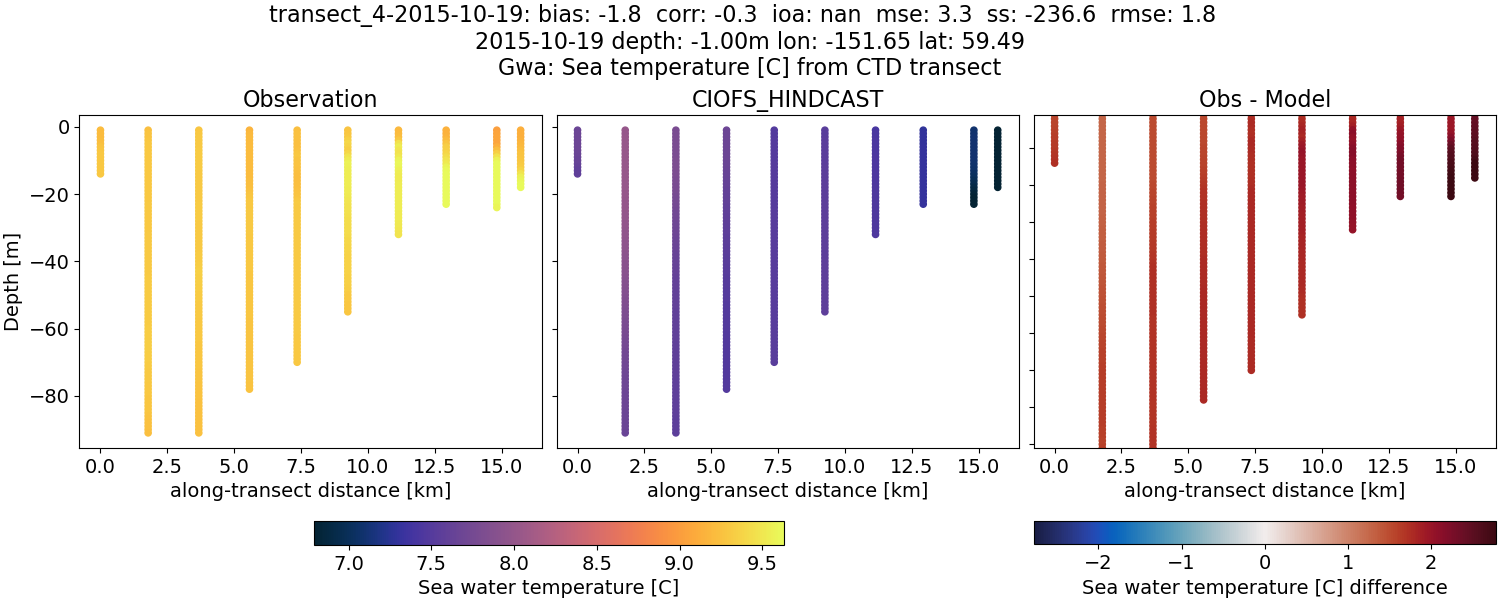 transect_4-2015-10-19: bias: -1.8  corr: -0.3  ioa: nan  mse: 3.3  ss: -236.6  rmse: 1.8
2015-10-19 depth: -1.00m lon: -151.65 lat: 59.49
Gwa: Sea temperature [C] from CTD transect
Observation
CIOFS_HINDCAST
Obs - Model
Depth [m]
0
−20
−40
−60
−80
0.0 2.5 5.0 7.5 10.0 12.5 15.0
0.0 2.5 5.0 7.5 10.0 12.5 15.0
0.0 2.5 5.0 7.5 10.0 12.5 15.0
along-transect distance [km]
along-transect distance [km]
along-transect distance [km]
7.0 7.5 8.0 8.5 9.0 9.5
Sea water temperature [C]
−2 −1 0 1 2
Sea water temperature [C] difference